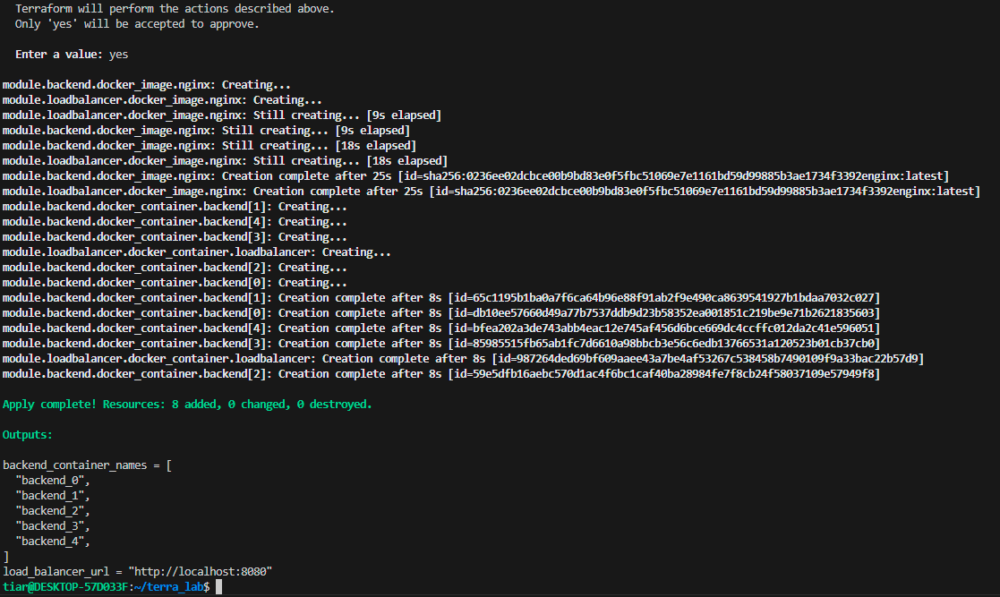 Terraform will perform the actions described above.
Only 'yes' will be accepted to approve.
Enter a value: yes
module.backend.docker_image.nginx: Creating...
module.loadbalancer.docker_image.nginx: Creating...
module.loadbalancer.docker_image.nginx: Still creating... [9s elapsed]
module.backend.docker_image.nginx: Still creating... [9s elapsed]
module.backend.docker_image.nginx: Still creating... [18s elapsed]
module.loadbalancer.docker_image.nginx: Still creating... [18s elapsed]
module.backend.docker_image.nginx: Creation complete after 25s [id=sha256:0236ee02dcbce00b9bd83e0f5fbc51069e7e1161bd59d99885b3ae1734f3392enginx:latest]
module.loadbalancer.docker_image.nginx: Creation complete after 25s [id=sha256:0236ee02dcbce00b9bd83e0f5fbc51069e7e1161bd59d99885b3ae1734f3392enginx:latest]
module.backend.docker_container.backend[1]: Creating...
module.backend.docker_container.backend[4]: Creating...
module.backend.docker_container.backend[3]: Creating...
module.loadbalancer.docker_container.loadbalancer: Creating...
module.backend.docker_container.backend[2]: Creating...
module.backend.docker_container.backend[0]: Creating...
module.backend.docker_container.backend[1]: Creation complete after 8s [id=65c1195b1ba0a7f6ca64b96e88f91ab2f9e490ca8639541927b1bdaa7032c027]
module.backend.docker_container.backend[0]: Creation complete after 8s [id=db10ee57660d49a77b7537ddb9d23b58352ea001851c219be9e71b2621835603]
module.backend.docker_container.backend[4]: Creation complete after 8s [id=bfea202a3de743abb4eac12e745af456d6bce669dc4ccffc012da2c41e596051]
module.backend.docker_container.backend[3]: Creation complete after 8s [id=85985515fb65ab1fc7d6610a98bbcb3e56c6edb13766531a120523b01cb37cb0]
module.loadbalancer.docker_container.loadbalancer: Creation complete after 8s [id=987264ded69bf609aaee43a7be4af53267c538458b7490109f9a33bac22b57d9]
module.backend.docker_container.backend[2]: Creation complete after 8s [id=59e5dfb16aebc570d1ac4f6bc1caf40ba28984fe7f8cb24f58037109e57949f8]
Apply complete! Resources: 8 added, 0 changed, 0 destroyed.
Outputs:
backend_container_names = [
"backend_0",
"backend_1",
"backend_2",
"backend_3",
"backend_4",
]
load_balancer_url = "http://localhost:8080"
tiar@DESKTOP-57D033F:~/terra_lab$